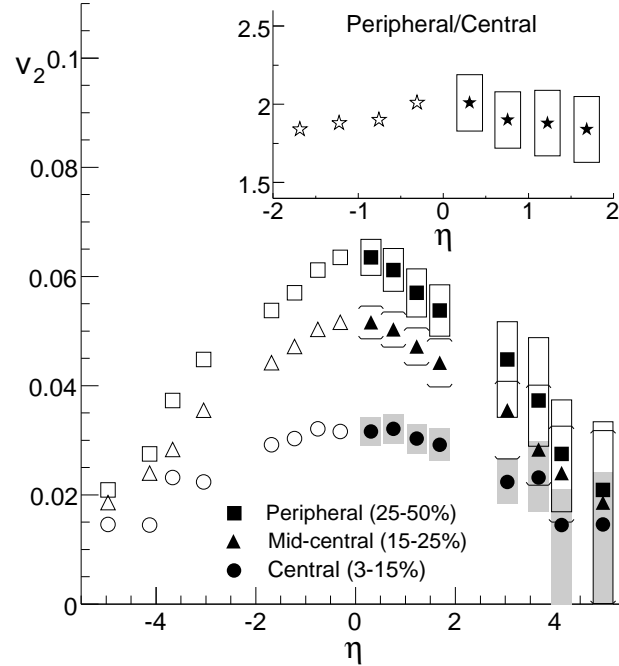 Peripheral/Central
2.5
2
1.5
-2 -1 0 1 2
η
v2 0.1
0.08
0.06
0.04
0.02
0
Peripheral (25-50%)
Mid-central (15-25%)
Central (3-15%)
-4 -2 0 2 4
η